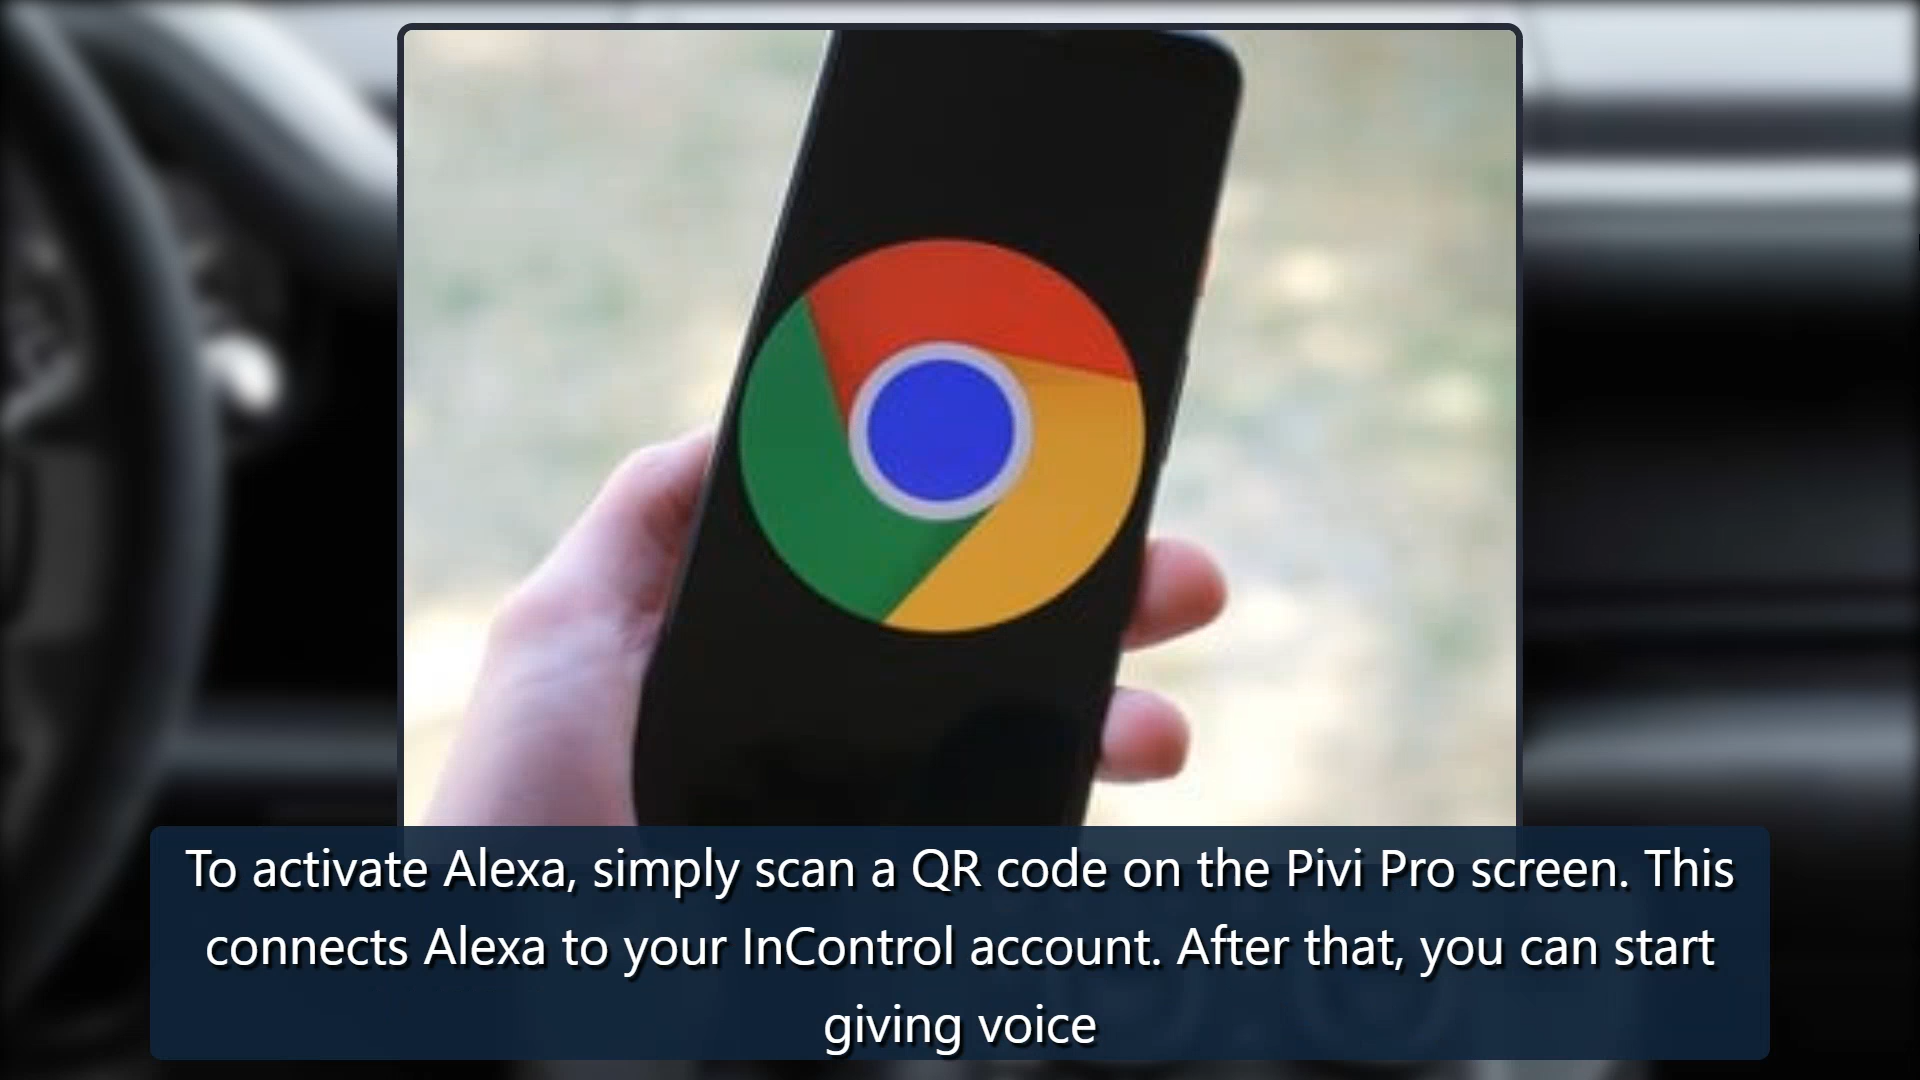 To activate Alexa, simply scan a QR code on the Pivi Pro screen. This
connects Alexa to your InControl account. After that, you can start
giving voice